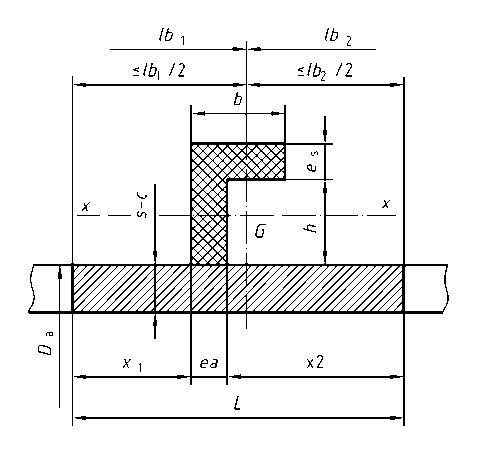 lb 1 lb 2
≤lb1/2 ≤lb2/2
b
e s
x s-c x
G h
D a
x 1 ea x2
L